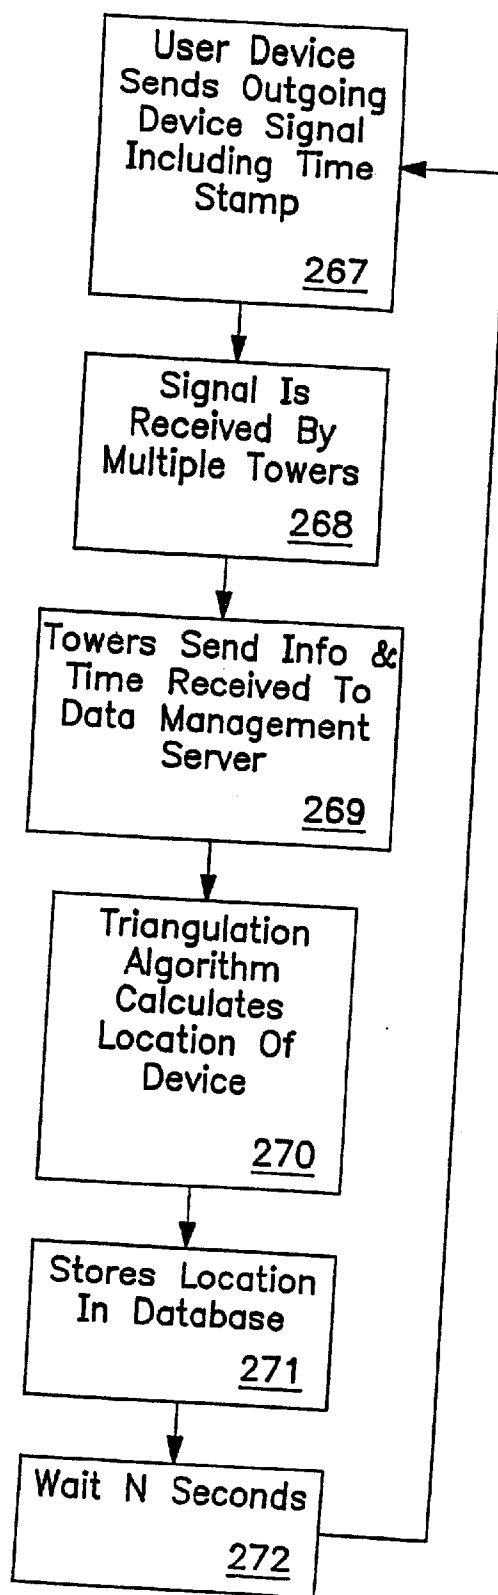 User Device
Sends Outgoing
Device Signal
Including Time
Stamp
267
Signal Is
Received By
Multiple Towers
268
Towers Send Info &
Time Received To
Data Management
Server
269
Triangulation
Algorithm
Calculates
Location Of
Device
270
Stores Location
In Database
271
Wait N Seconds
272